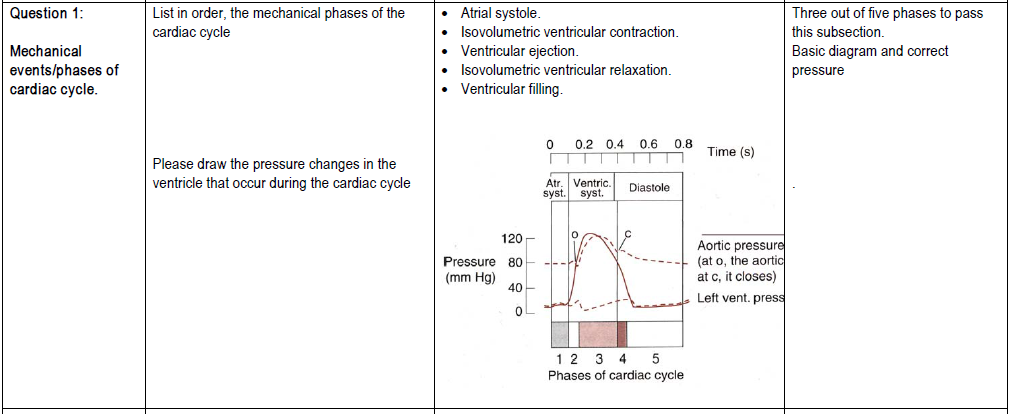 Question 1:
Mechanical
events/phases of
cardiac cycle.
List in order, the mechanical phases of the
cardiac cycle
Please draw the pressure changes in the
ventricle that occur during the cardiac cycle
• Atrial systole.
• Isovolumetric ventricular contraction.
• Ventricular ejection.
• Isovolumetric ventricular relaxation.
• Ventricular filling.
0 0.2 0.4 0.6 0.8
Time (s)
Atr. syst.
Ventric. syst.
Diastole
O
C
120
Pressure 80
(mm Hg)
40
0
Aortic pressure
(at o, the aortic
at c, it closes)
Left vent. press
1 2 3 4 5
Phases of cardiac cycle
Three out of five phases to pass
this subsection.
Basic diagram and correct
pressure
.